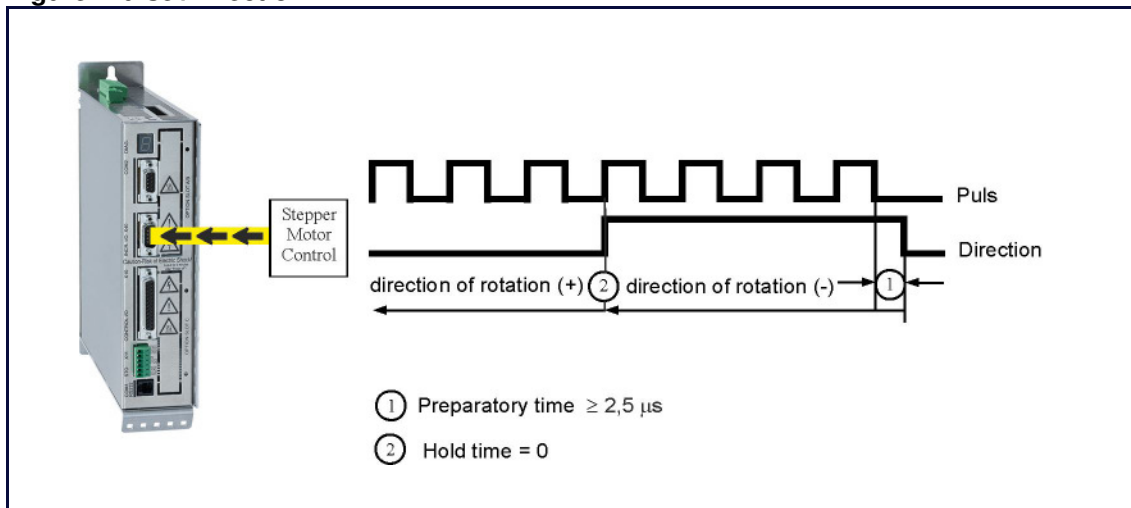 Stepper
Motor
Control
Puls
Direction
direction of rotation (+) 2 direction of rotation (-) 1
1 Preparatory time ≥ 2,5 μs
2 Hold time = 0